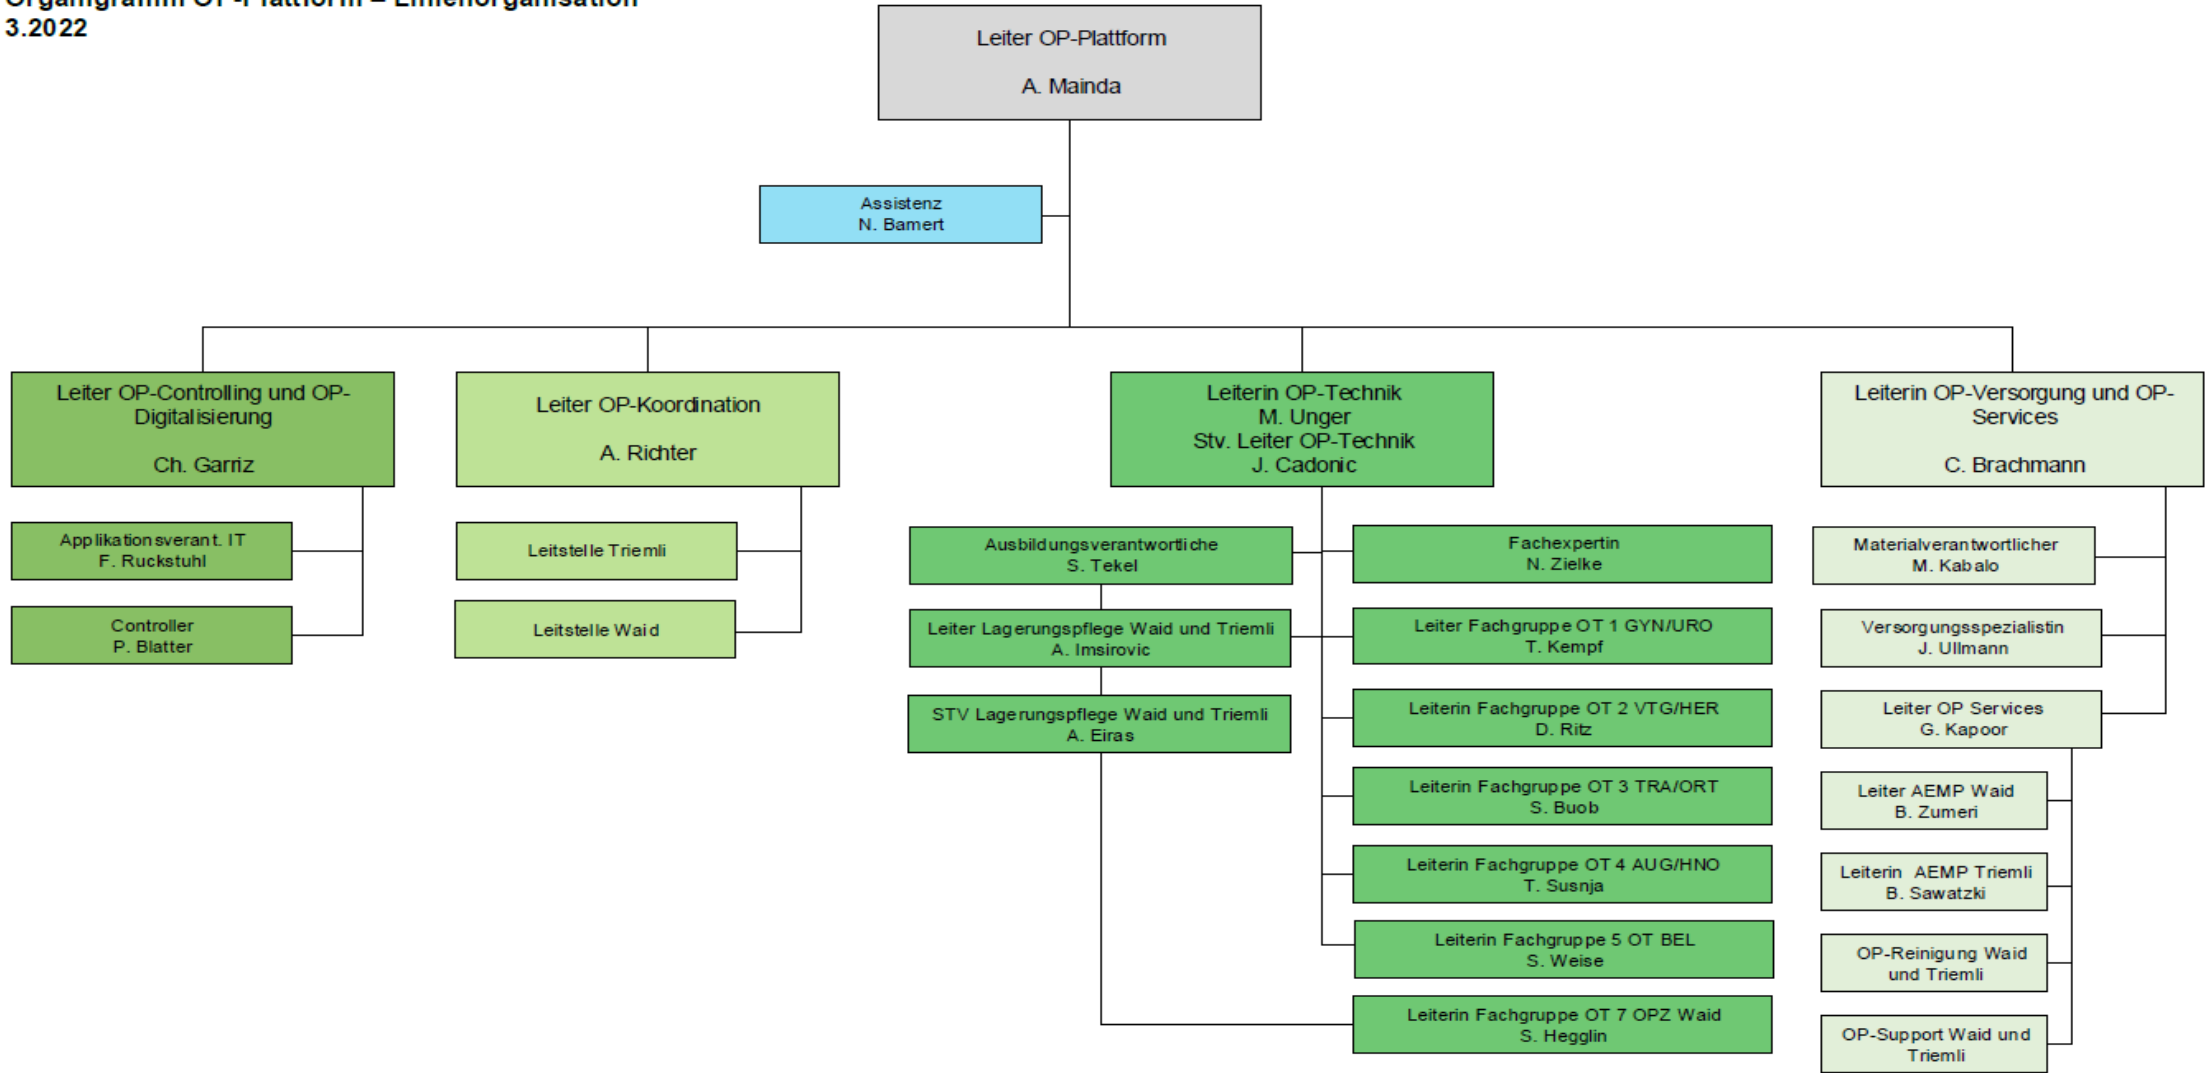 Organigramm OP-Plattform – Linienorganisation
3.2022
Leiter OP-Plattform
A. Mainda
Assistenz
N. Bamert
Leiter OP-Controlling und OP-
Digitalisierung
Ch. Garriz
Applikationsverant. IT
F. Ruckstuhl
Controller
P. Blatter
Leiter OP-Koordination
A. Richter
Leitstelle Triemli
Leitstelle Waid
Leiterin OP-Technik
M. Unger
Stv. Leiter OP-Technik
J. Cadonic
Ausbildungsverantwortliche
S. Tekel
Leiter Lagerungspflege Waid und Triemli
A. Imsirovic
STV Lagerungspflege Waid und Triemli
A. Eiras
Fachexpertin
N. Zielke
Leiter Fachgruppe OT 1 GYN/URO
T. Kempf
Leiterin Fachgruppe OT 2 VTG/HER
D. Ritz
Leiterin Fachgruppe OT 3 TRA/ORT
S. Buob
Leiterin Fachgruppe OT 4 AUG/HNO
T. Susnja
Leiterin Fachgruppe 5 OT BEL
S. Weise
Leiterin Fachgruppe OT 7 OPZ Waid
S. Hegglin
Leiterin OP-Versorgung und OP-
Services
C. Brachmann
Materialverantwortlicher
M. Kabalo
Versorgungsspezialistin
J. Ullmann
Leiter OP Services
G. Kapoor
Leiter AEMP Waid
B. Zumeri
Leiterin AEMP Triemli
B. Sawatzki
OP-Reinigung Waid
und Triemli
OP-Support Waid und
Triemli